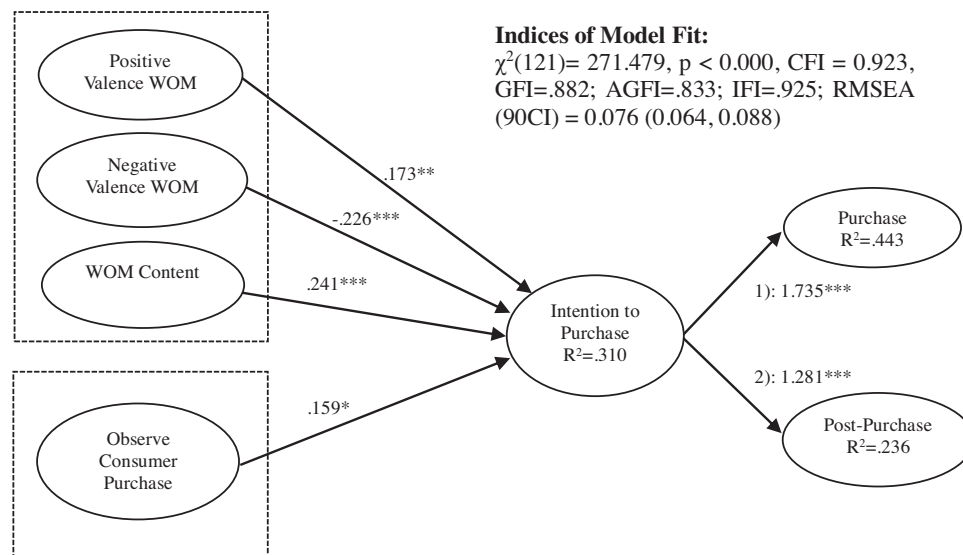 Indices of Model Fit:
χ²(121)= 271.479, p < 0.000, CFI = 0.923,
GFI=.882; AGFI=.833; IFI=.925; RMSEA
(90CI) = 0.076 (0.064, 0.088)
Positive
Valence WOM
Negative
Valence WOM
WOM Content
Observe
Consumer
Purchase
.173**
-.226***
.241***
.159*
Intention to
Purchase
R²=.310
1): 1.735***
2): 1.281***
Purchase
R²=.443
Post-Purchase
R²=.236